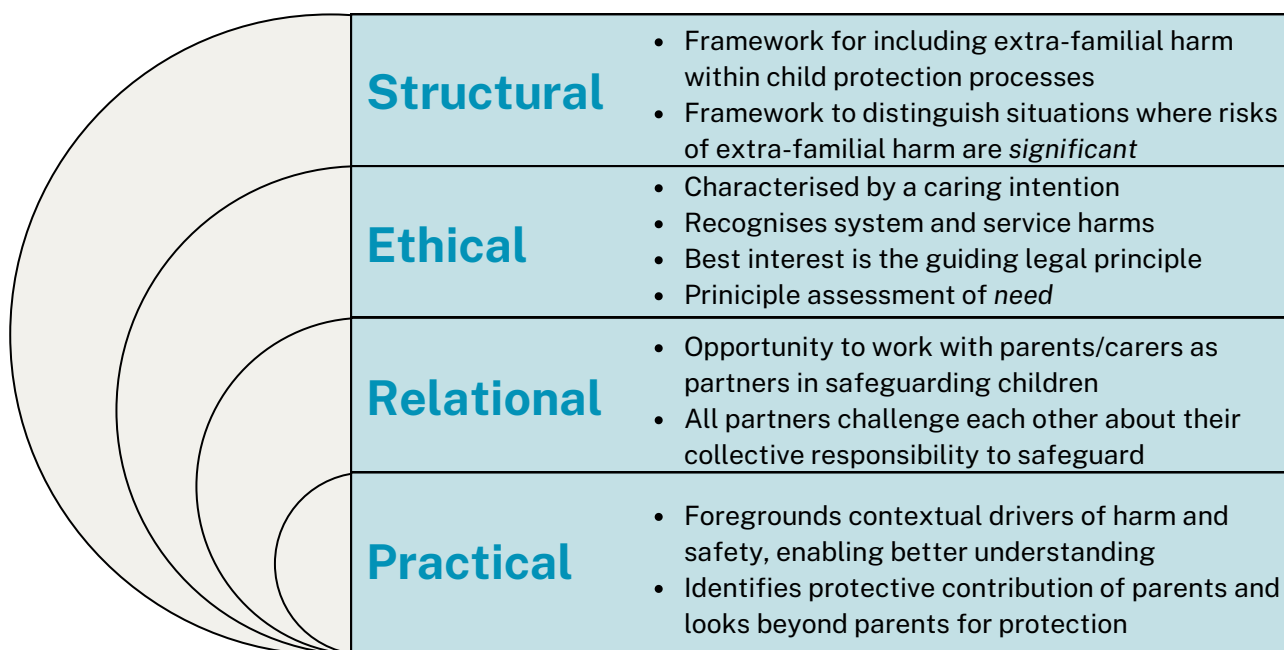 Structural
• Framework for including extra-familial harm
within child protection processes
• Framework to distinguish situations where risks
of extra-familial harm are significant
Ethical
• Characterised by a caring intention
• Recognises system and service harms
• Best interest is the guiding legal principle
• Priniciple assessment of need
Relational
• Opportunity to work with parents/carers as
partners in safeguarding children
• All partners challenge each other about their
collective responsibility to safeguard
Practical
• Foregrounds contextual drivers of harm and
safety, enabling better understanding
• Identifies protective contribution of parents and
looks beyond parents for protection